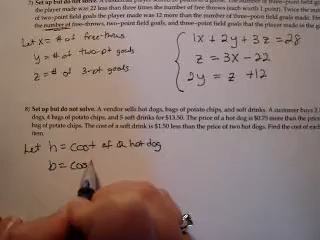 the player made was 22 less than three times the number of free throws (each worth 1 point). Twice the num
of two-point field goals the player made was 12 more than the number of three-point field goals made. Fin
the number of free-throws, two-point field goals, and three-point field goals that the player made in the g
Let x = # of free-throws
y = # of two-pt goals
z = # of 3-pt goals
1x + 2y + 3z = 28
z = 3x - 22
2y = z + 12
8) Set up but do not solve. A vendor sells hot dogs, bags of potato chips, and soft drinks. A customer buys 3
dogs, 4 bags of potato chips, and 5 soft drinks for $13.50. The price of a hot dog is $0.75 more than the price
bag of potato chips. The cost of a soft drink is $1.50 less than the price of two hot dogs. Find the cost of each
item.
Let h = cost of a hot dog
b = cos